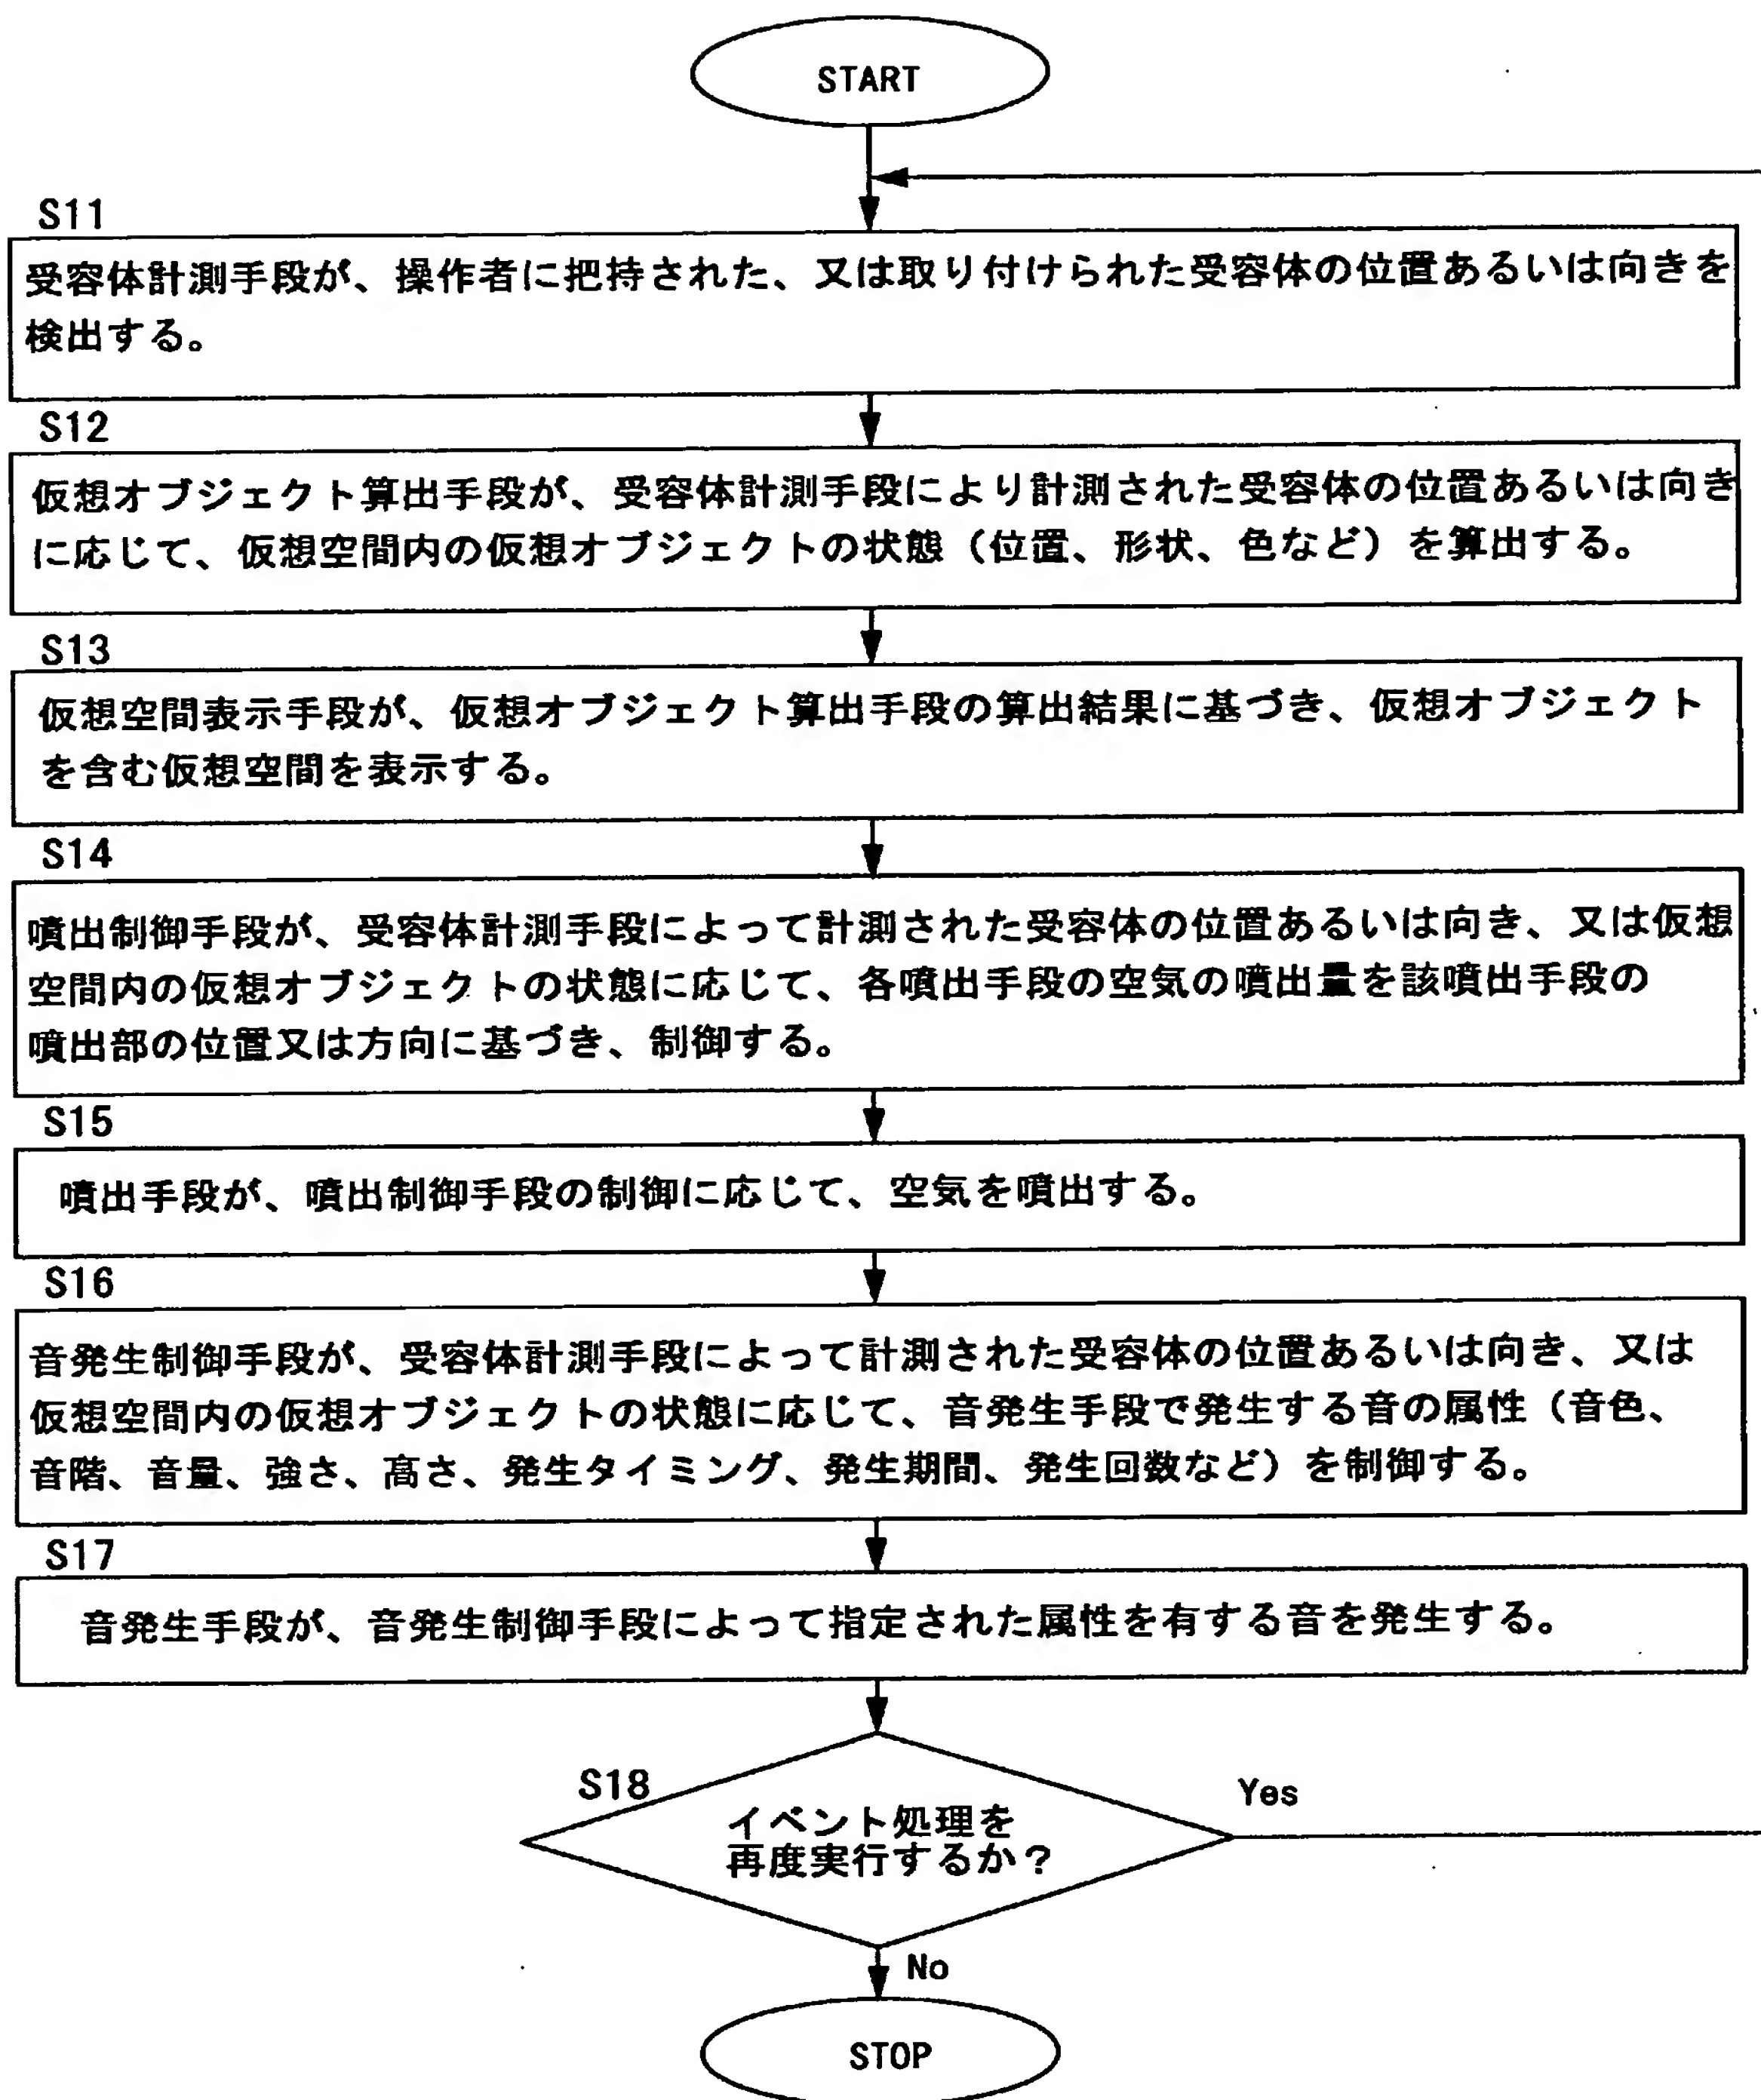 START
S11
受容体計測手段が、操作者に把持された、又は取り付けられた受容体の位置あるいは向きを
検出する。
S12
仮想オブジェクト算出手段が、受容体計測手段により計測された受容体の位置あるいは向き
に応じて、仮想空間内の仮想オブジェクトの状態（位置、形状、色など）を算出する。
S13
仮想空間表示手段が、仮想オブジェクト算出手段の算出結果に基づき、仮想オブジェクト
を含む仮想空間を表示する。
S14
噴出制御手段が、受容体計測手段によって計測された受容体の位置あるいは向き、又は仮想
空間内の仮想オブジェクトの状態に応じて、各噴出手段の空気の噴出量を該噴出手段の
噴出部の位置又は方向に基づき、制御する。
S15
噴出手段が、噴出制御手段の制御に応じて、空気を噴出する。
S16
音発生制御手段が、受容体計測手段によって計測された受容体の位置あるいは向き、又は
仮想空間内の仮想オブジェクトの状態に応じて、音発生手段で発生する音の属性（音色、
音階、音量、強さ、高さ、発生タイミング、発生期間、発生回数など）を制御する。
S17
音発生手段が、音発生制御手段によって指定された属性を有する音を発生する。
S18
イベント処理を
再度実行するか？
Yes
No
STOP